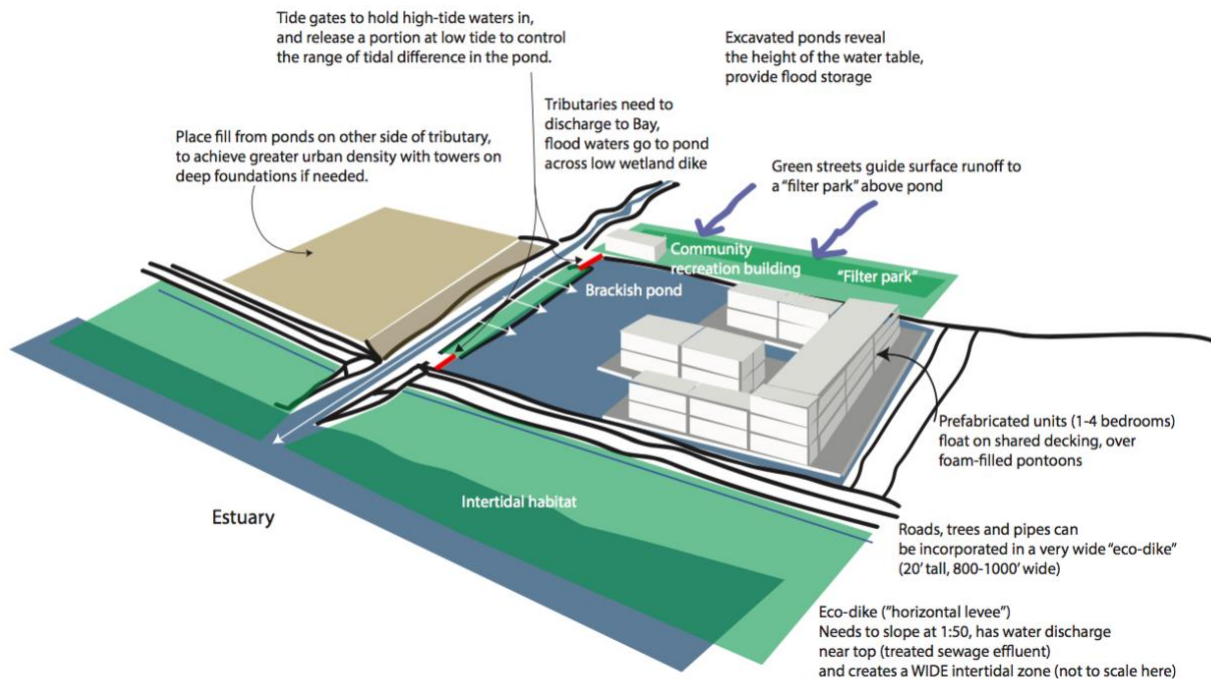 Tide gates to hold high-tide waters in,
and release a portion at low tide to control
the range of tidal difference in the pond.
Excavated ponds reveal
the height of the water table,
provide flood storage
Tributaries need to
discharge to Bay,
flood waters go to pond
across low wetland dike
Place fill from ponds on other side of tributary,
to achieve greater urban density with towers on
deep foundations if needed.
Green streets guide surface runoff to
a "filter park" above pond
Community
recreation building
"Filter park"
Brackish pond
Prefabricated units (1-4 bedrooms)
float on shared decking, over
foam-filled pontoons
Intertidal habitat
Estuary
Roads, trees and pipes can
be incorporated in a very wide "eco-dike"
(20' tall, 800-1000' wide)
Eco-dike ("horizontal levee")
Needs to slope at 1:50, has water discharge
near top (treated sewage effluent)
and creates a WIDE intertidal zone (not to scale here)